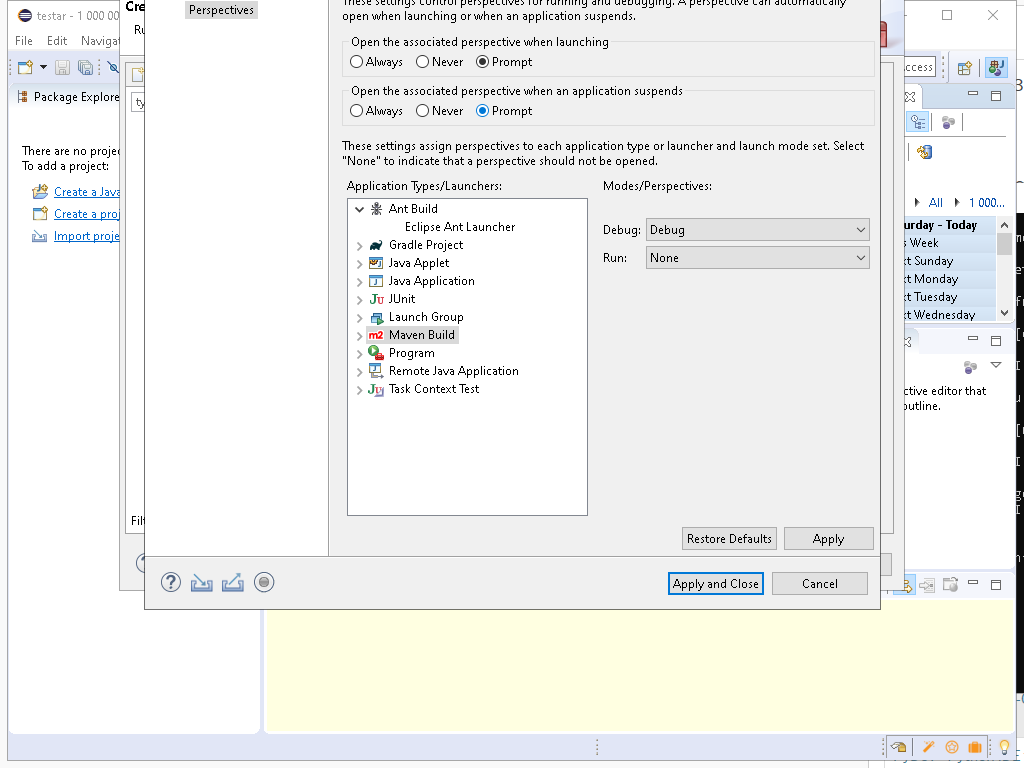 testar - 1 000 00
Cre
Perspectives
These settings control perspectives for running and debugging. A perspective can automatically
open when launching or when an application suspends.
File Edit Navigat
Ru
Open the associated perspective when launching
Always Never Prompt
ccess
Package Explore
ty
Open the associated perspective when an application suspends
Always Never Prompt
There are no projec
To add a project:
Create a Java
Create a proj
Import proje
These settings assign perspectives to each application type or launcher and launch mode set. Select
"None" to indicate that a perspective should not be opened.
Application Types/Launchers:
Modes/Perspectives:
Ant Build
Eclipse Ant Launcher
Gradle Project
Java Applet
Java Application
JUnit
Launch Group
Maven Build
Program
Remote Java Application
Task Context Test
Debug: Debug
Run: None
All 1 000...
urday - Today
s Week
xt Sunday
xt Monday
xt Tuesday
xt Wednesday
ctive editor that
outline.
Filt
Restore Defaults Apply
Apply and Close Cancel